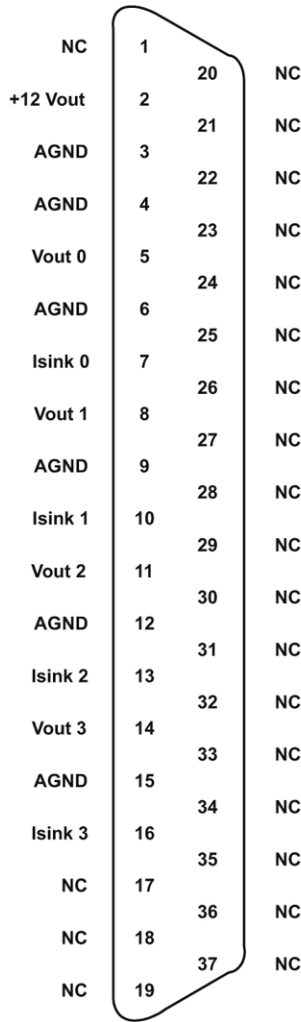 NC 1
20 NC
+12 Vout 2
21 NC
AGND 3
22 NC
AGND 4
23 NC
Vout 0 5
24 NC
AGND 6
25 NC
Isink 0 7
26 NC
Vout 1 8
27 NC
AGND 9
28 NC
Isink 1 10
29 NC
Vout 2 11
30 NC
AGND 12
31 NC
Isink 2 13
32 NC
Vout 3 14
33 NC
AGND 15
34 NC
Isink 3 16
35 NC
NC 17
36 NC
NC 18
37 NC
NC 19